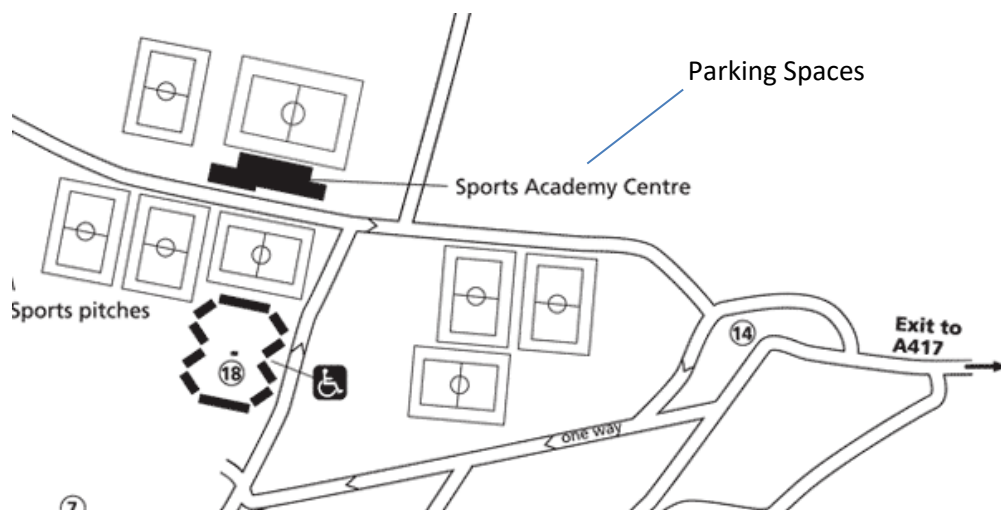 Parking Spaces
Sports Academy Centre
Sports pitches
14
Exit to
A417
18
one way
7